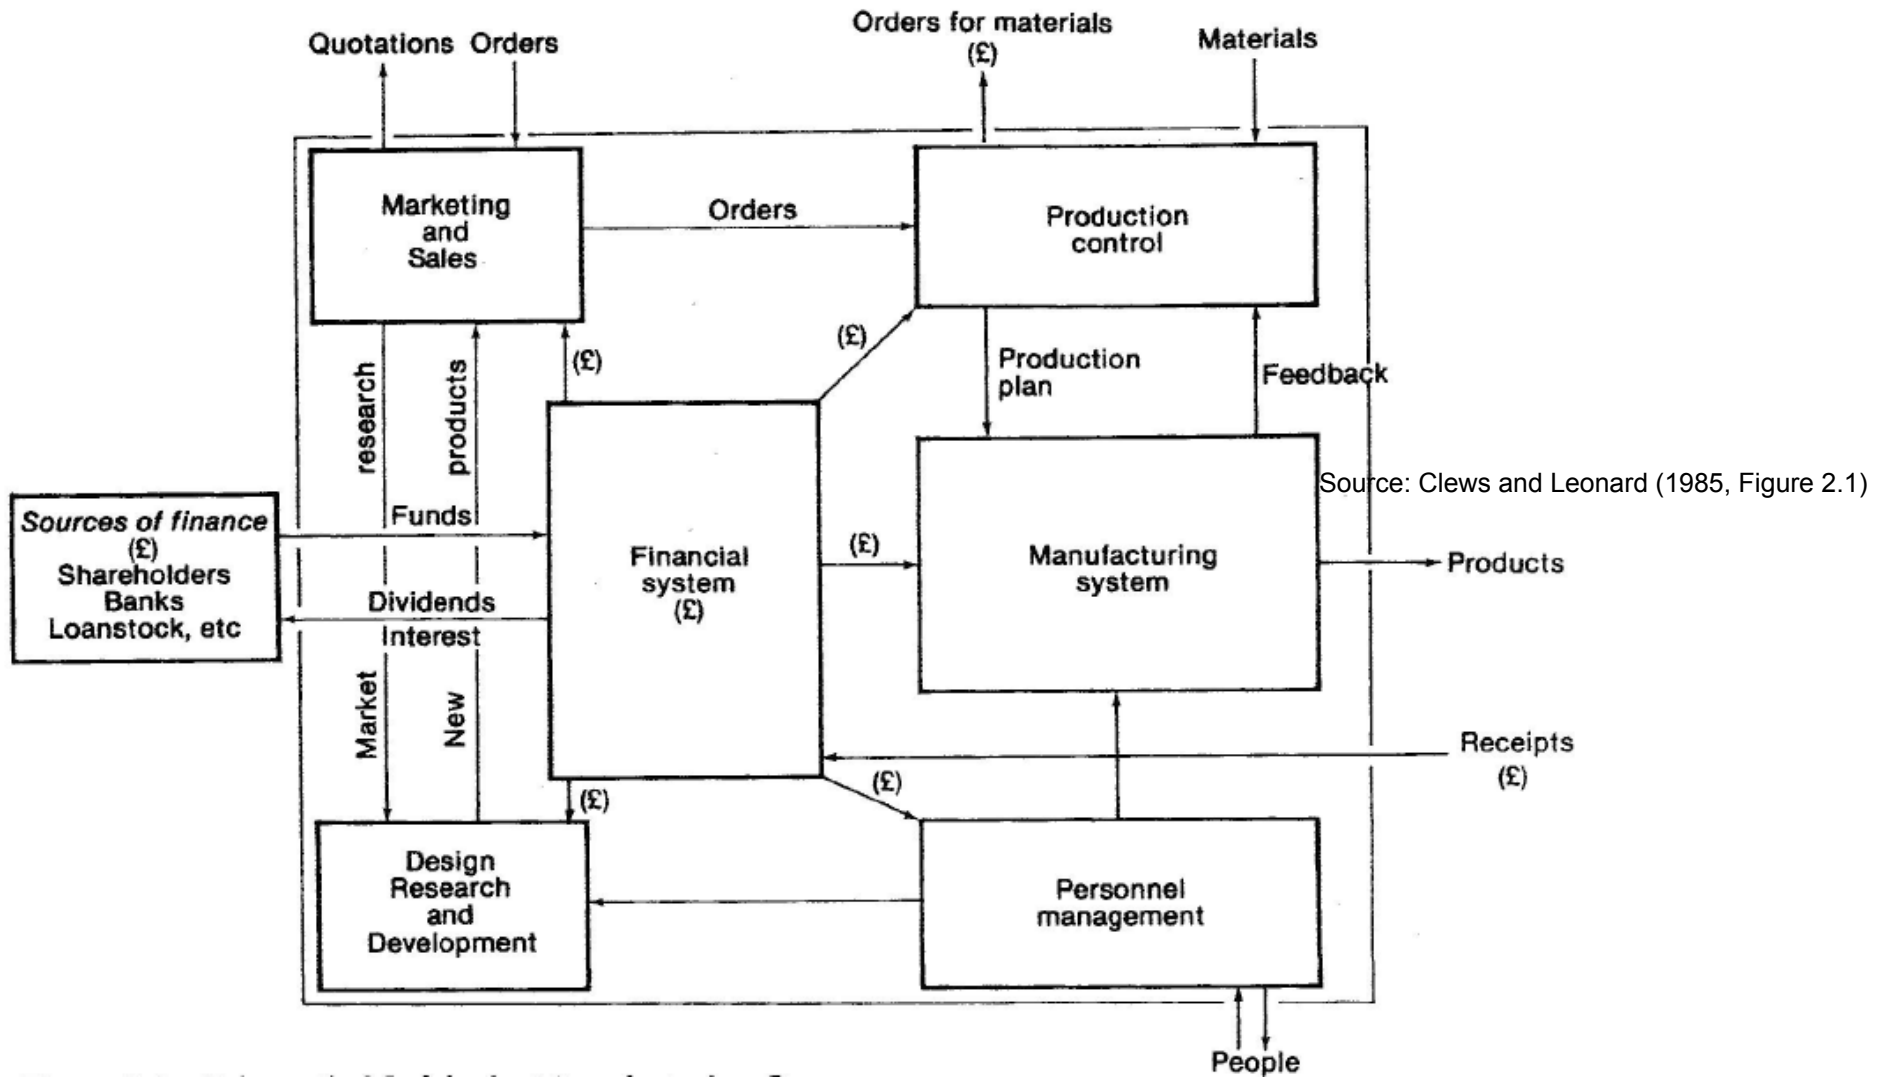 Quotations Orders
Orders for materials
(£)
Materials
Marketing
and
Sales
Orders
Production
control
research
products
(£)
(£)
Production
plan
Feedback
Source: Clews and Leonard (1985, Figure 2.1)
Sources of finance
(£)
Shareholders
Banks
Loanstock, etc
Funds
Dividends
Interest
Financial
system
(£)
(£)
Manufacturing
system
Products
Market
New
Receipts
(£)
(£)
(£)
Design
Research
and
Development
Personnel
management
People